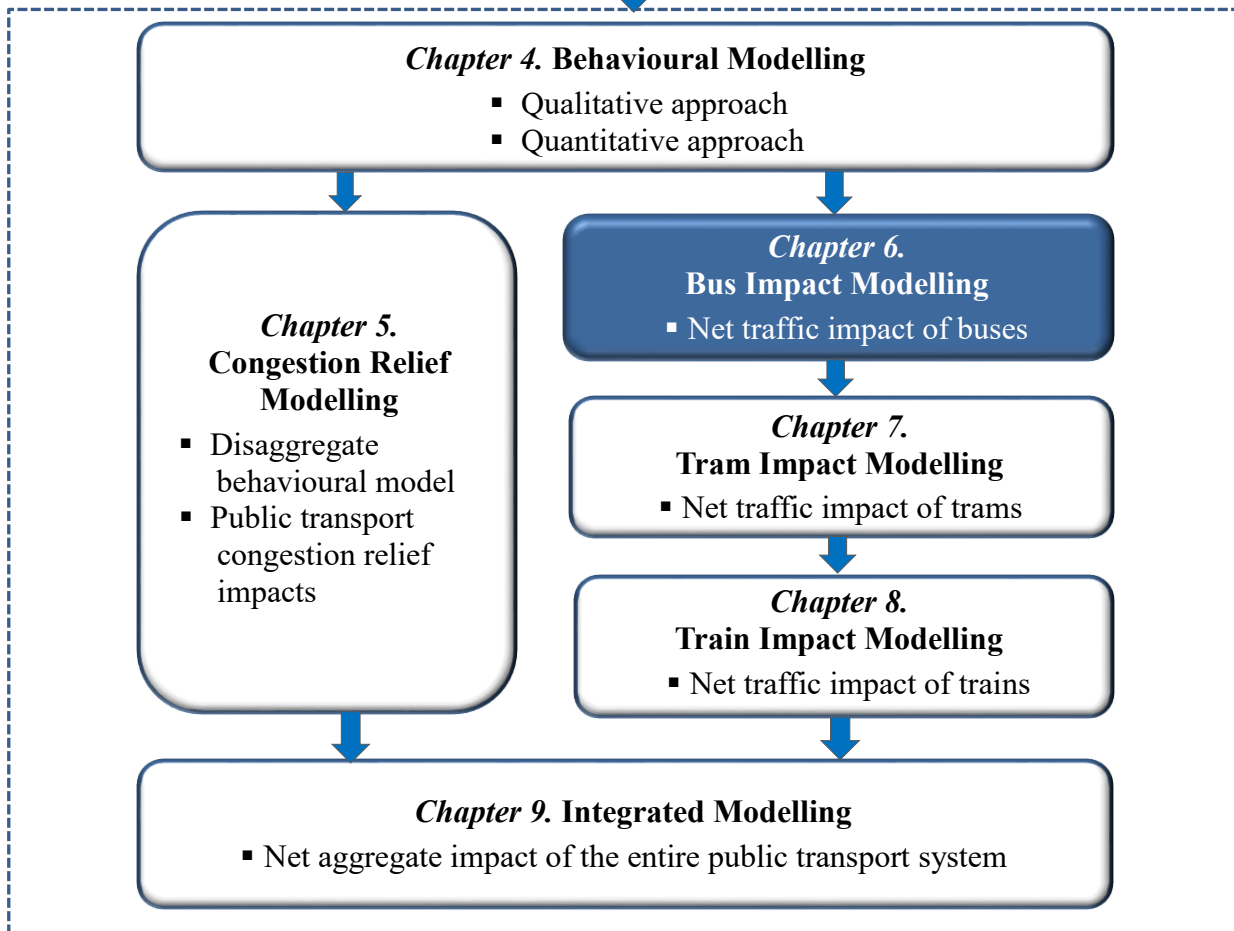 Chapter 4. Behavioural Modelling
▪ Qualitative approach
▪ Quantitative approach
Chapter 5.
Congestion Relief
Modelling
▪ Disaggregate
behavioural model
▪ Public transport
congestion relief
impacts
Chapter 6.
Bus Impact Modelling
▪ Net traffic impact of buses
Chapter 7.
Tram Impact Modelling
▪ Net traffic impact of trams
Chapter 8.
Train Impact Modelling
▪ Net traffic impact of trains
Chapter 9. Integrated Modelling
▪ Net aggregate impact of the entire public transport system